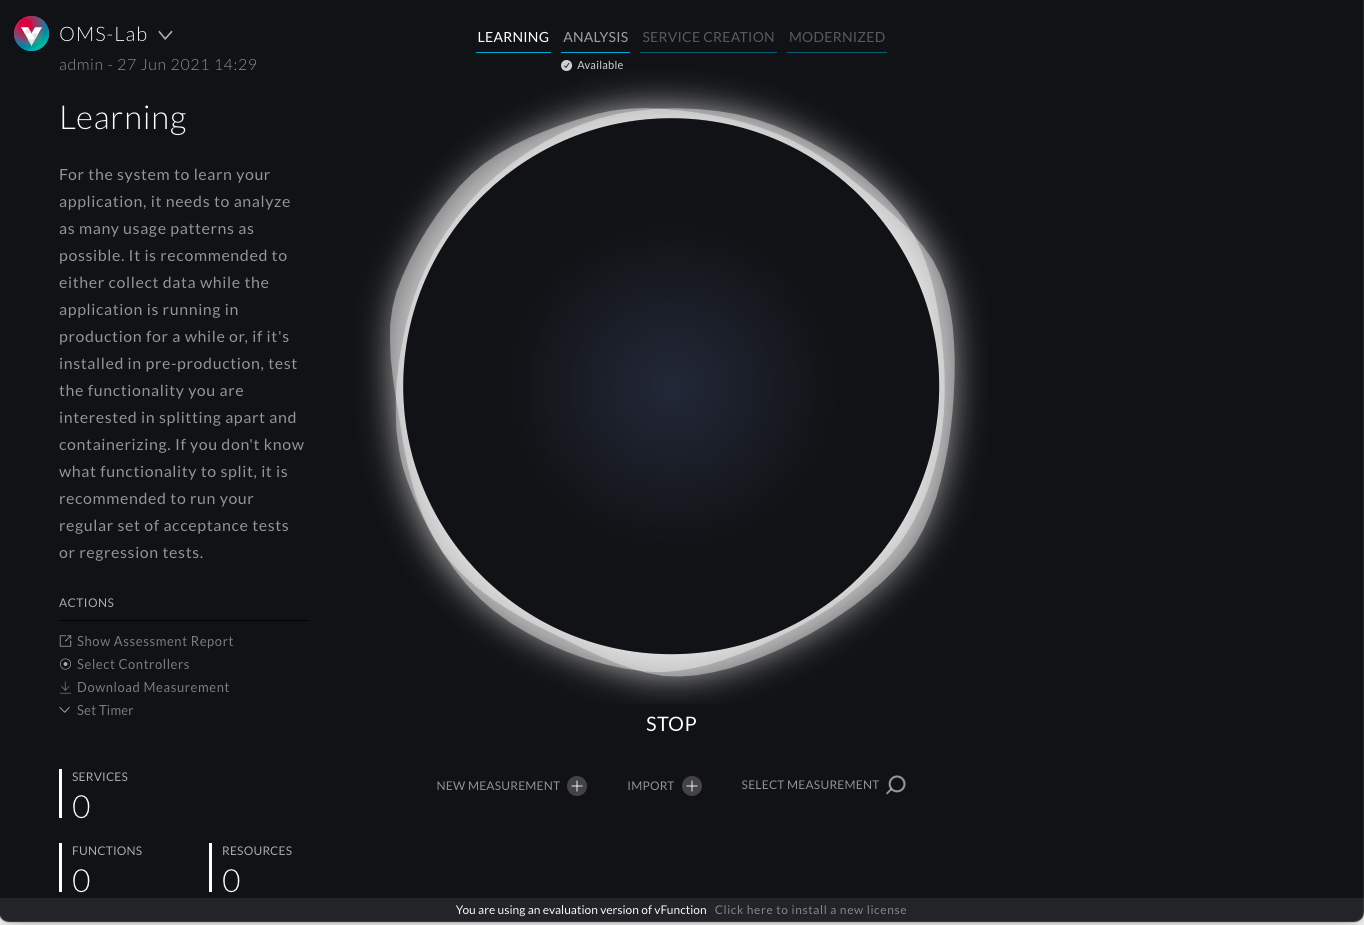 OMS-Lab
admin - 27 Jun 2021 14:29
LEARNING ANALYSIS SERVICE CREATION MODERNIZED
Available
Learning
For the system to learn your
application, it needs to analyze
as many usage patterns as
possible. It is recommended to
either collect data while the
application is running in
production for a while or, if it's
installed in pre-production, test
the functionality you are
interested in splitting apart and
containerizing. If you don't know
what functionality to split, it is
recommended to run your
regular set of acceptance tests
or regression tests.
ACTIONS
Show Assessment Report
Select Controllers
Download Measurement
Set Timer
STOP
NEW MEASUREMENT IMPORT SELECT MEASUREMENT
SERVICES
0
FUNCTIONS RESOURCES
0 0
You are using an evaluation version of vFunction Click here to install a new license